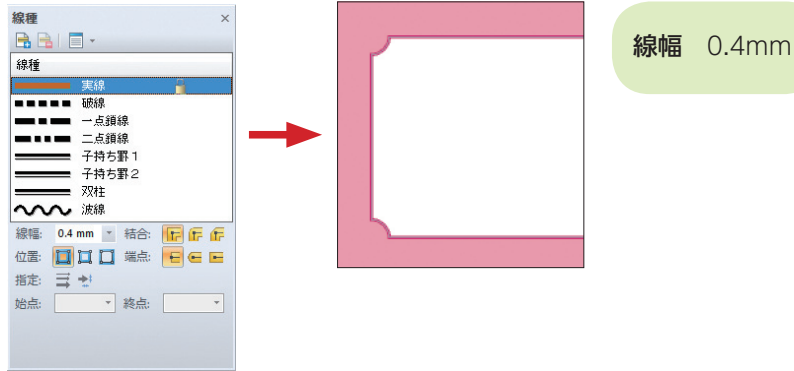 線種
線種
実線
破線
一点鎖線
二点鎖線
子持ち罫1
子持ち罫2
双柱
波線
線幅: 0.4 mm 結合:
位置: 端点:
指定:
始点: 終点:
線幅 0.4mm